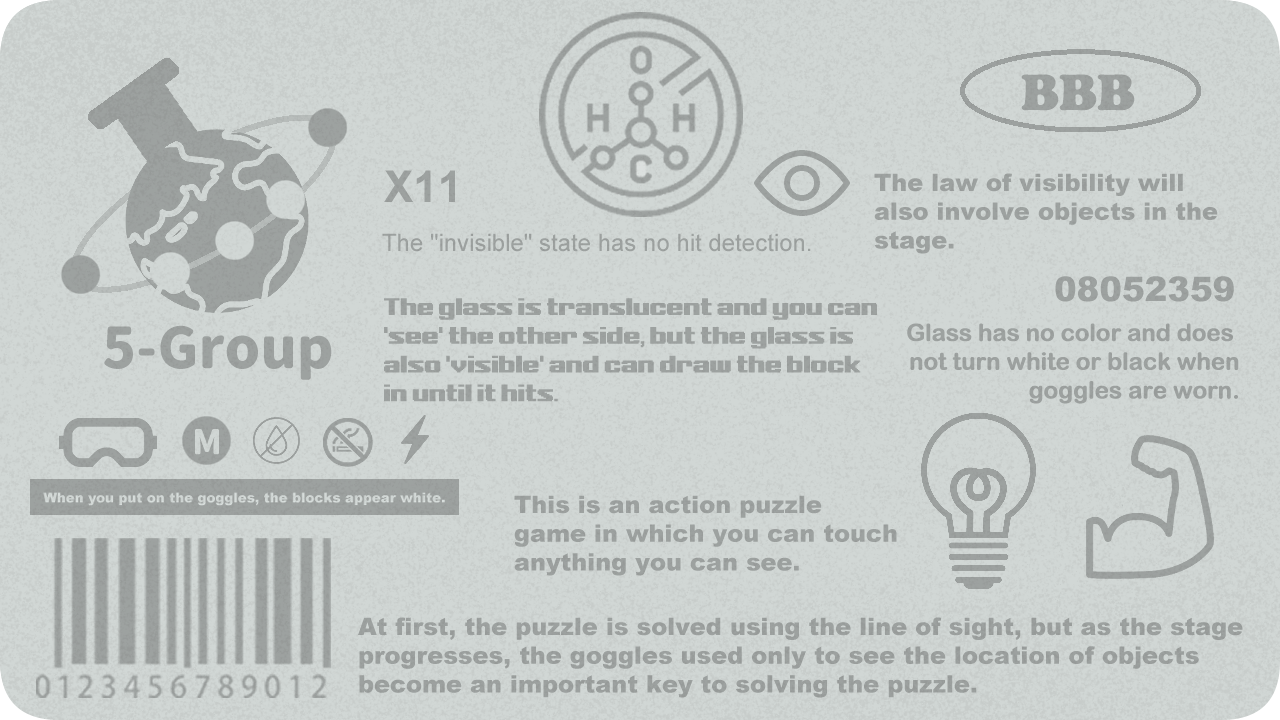 BBB
O
H H
C
X11
The "invisible" state has no hit detection.
The law of visibility will
also involve objects in the
stage.
08052359
5-Group
The glass is translucent and you can
'see' the other side, but the glass is
also 'visible' and can draw the block
in until it hits.
Glass has no color and does
not turn white or black when
goggles are worn.
M
When you put on the goggles, the blocks appear white.
This is an action puzzle
game in which you can touch
anything you can see.
0123456789012
At first, the puzzle is solved using the line of sight, but as the stage
progresses, the goggles used only to see the location of objects
become an important key to solving the puzzle.